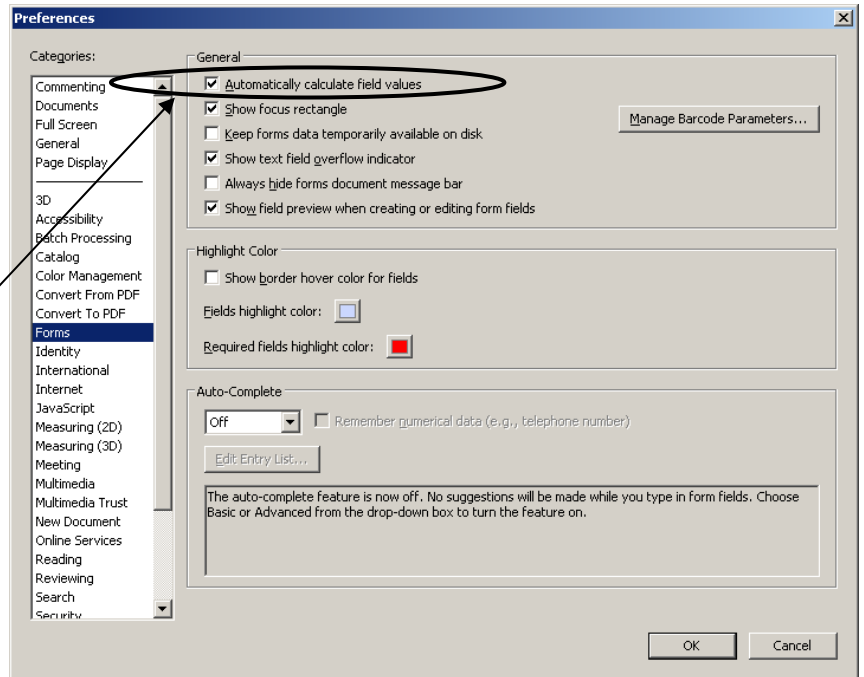 Preferences
Categories:
Commenting
Documents
Full Screen
General
Page Display
3D
Accessibility
Batch Processing
Catalog
Color Management
Convert From PDF
Convert To PDF
Forms
Identity
International
Internet
JavaScript
Measuring (2D)
Measuring (3D)
Meeting
Multimedia
Multimedia Trust
New Document
Online Services
Reading
Reviewing
Search
Security
General
Automatically calculate field values
Show focus rectangle
Keep forms data temporarily available on disk
Show text field overflow indicator
Always hide forms document message bar
Show field preview when creating or editing form fields
Manage Barcode Parameters...
Highlight Color
Show border hover color for fields
Fields highlight color:
Required fields highlight color:
Auto-Complete
Off
Remember numerical data (e.g., telephone number)
Edit Entry List...
The auto-complete feature is now off. No suggestions will be made while you type in form fields. Choose
Basic or Advanced from the drop-down box to turn the feature on.
OK
Cancel